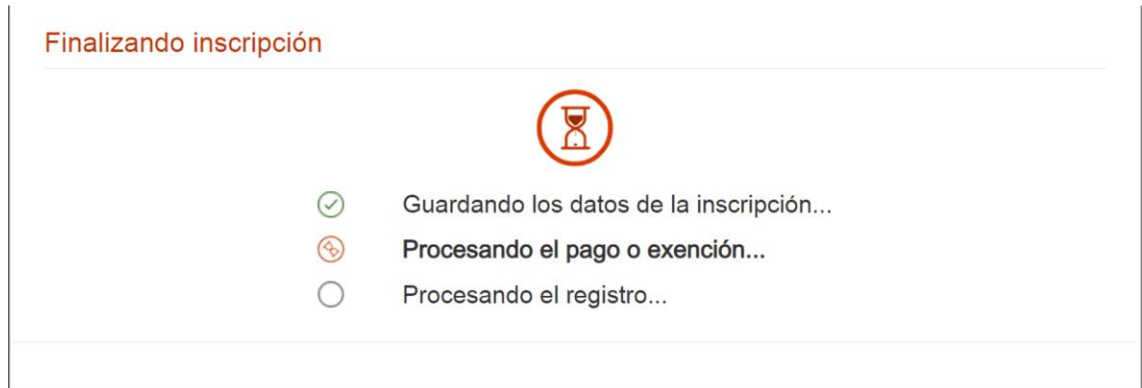 Finalizando inscripción
Guardando los datos de la inscripción...
Procesando el pago o exención...
Procesando el registro...